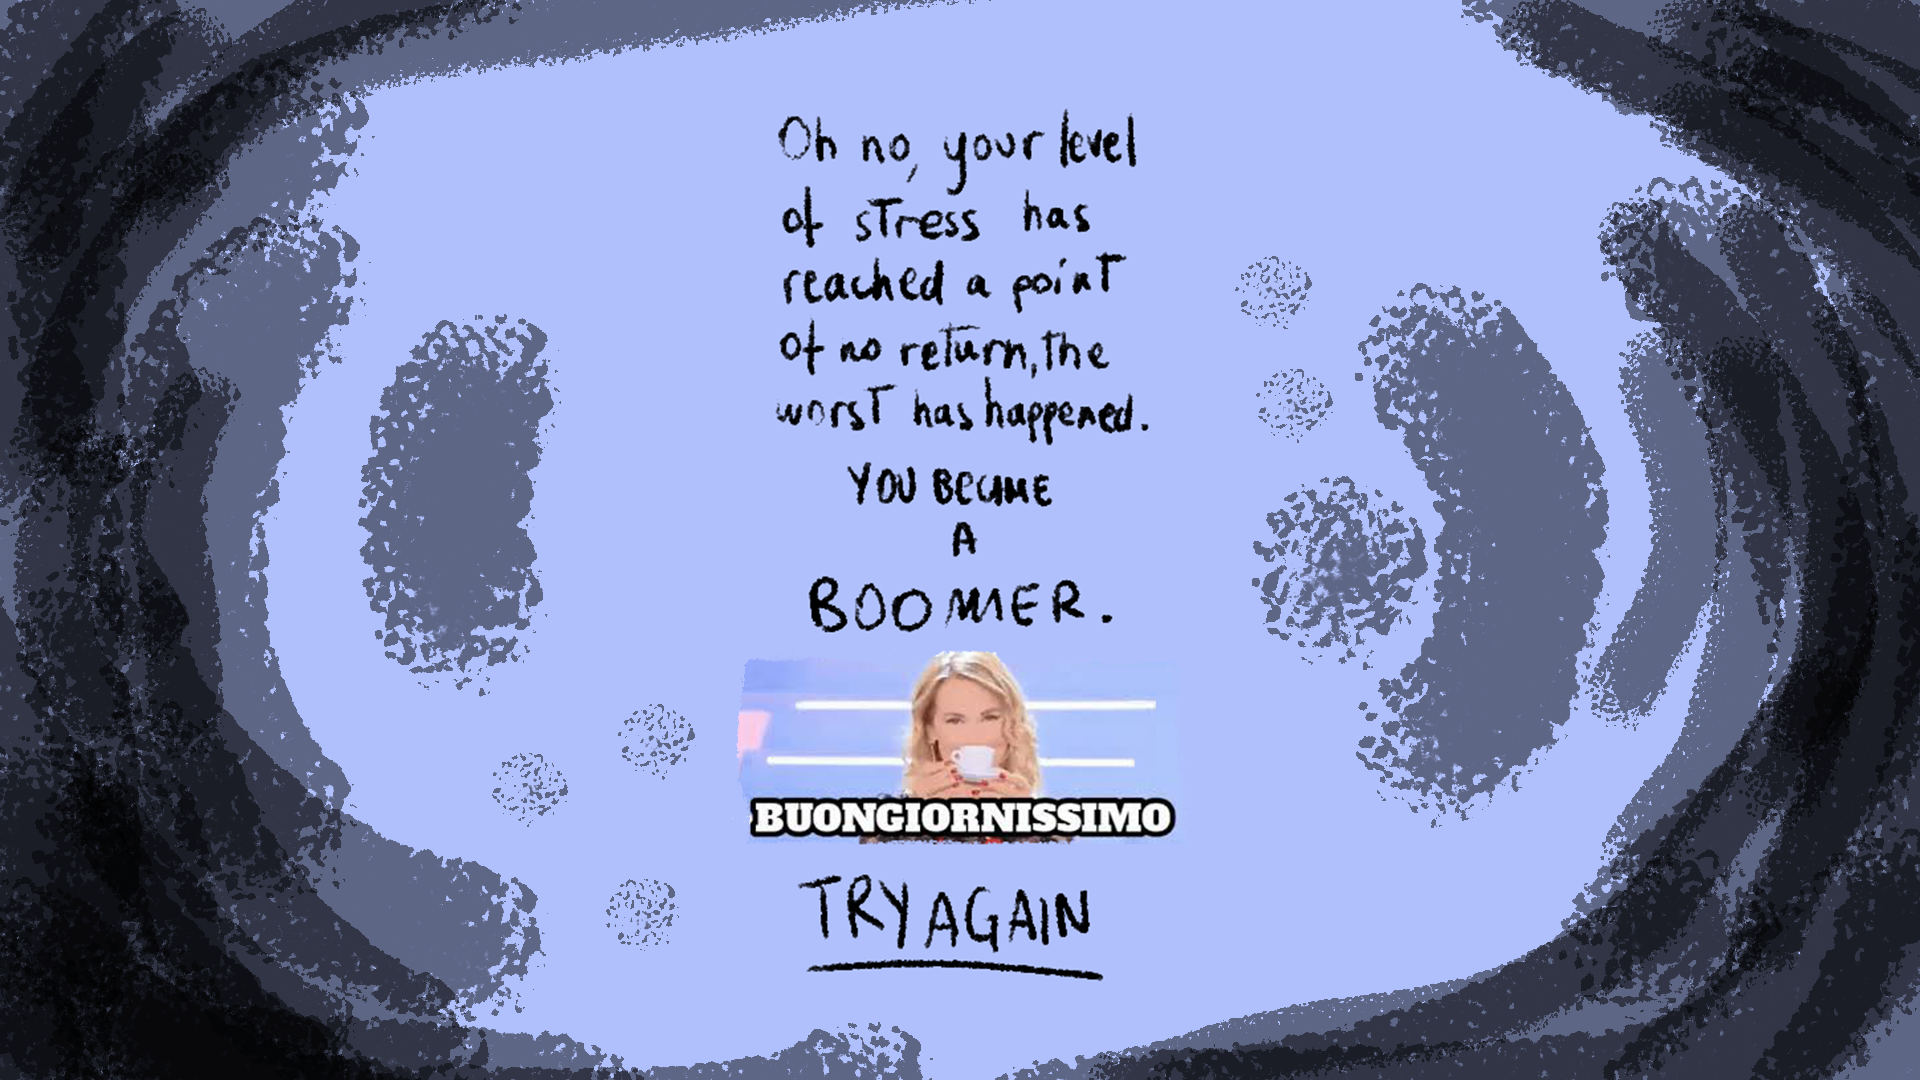 Oh no, your level
of stress has
reached a point
of no return, the
worst has happened.
YOU BECAME
A
BOOMER.
BUONGIORNISSIMO
TRY AGAIN